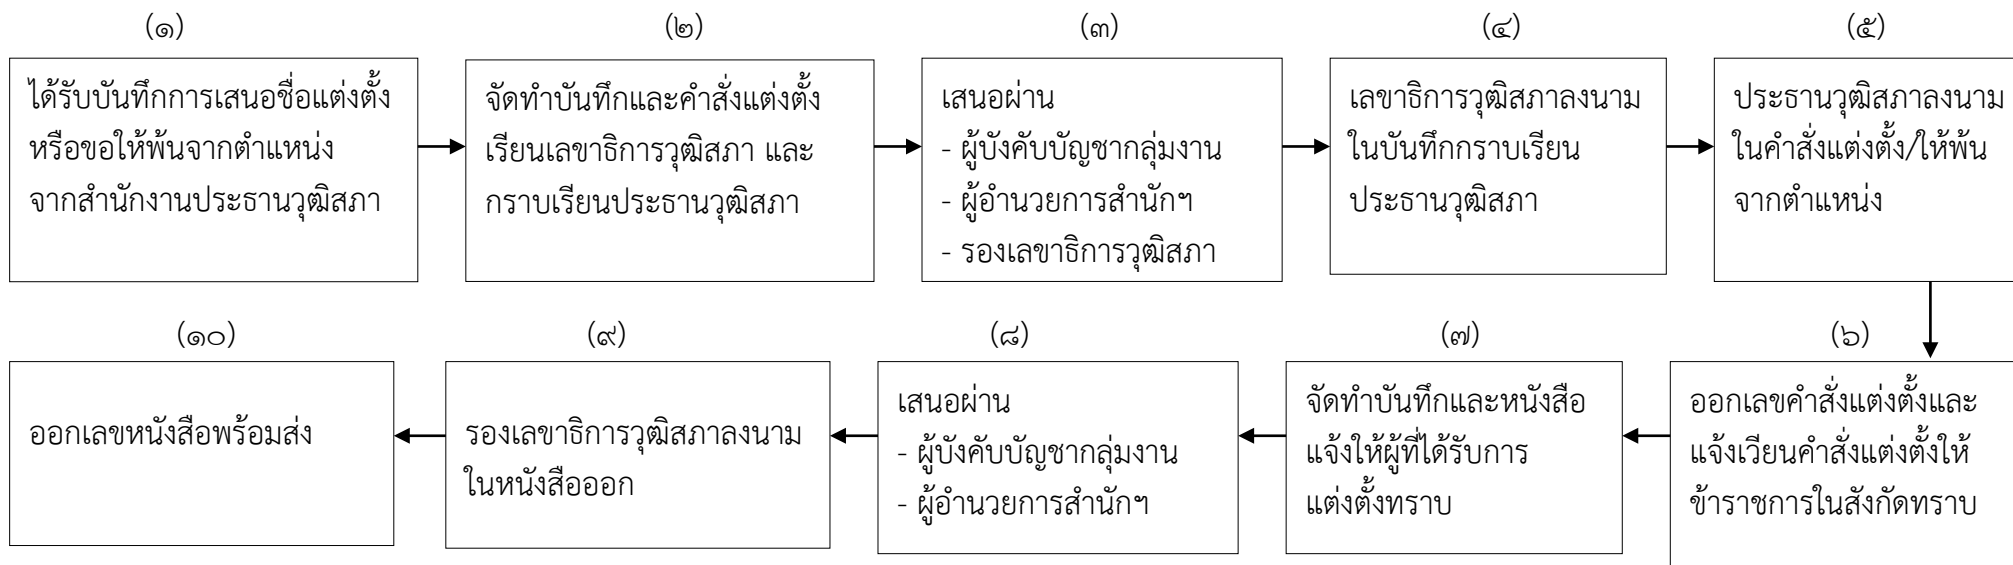 (๑)
ได้รับบันทึกการเสนอชื่อแต่งตั้ง
หรือขอให้พ้นจากตำแหน่ง
จากสำนักงานประธานวุฒิสภา
(๒)
จัดทำบันทึกและคำสั่งแต่งตั้ง
เรียนเลขาธิการวุฒิสภา และ
กราบเรียนประธานวุฒิสภา
(๓)
เสนอผ่าน
- ผู้บังคับบัญชากลุ่มงาน
- ผู้อำนวยการสำนักฯ
- รองเลขาธิการวุฒิสภา
(๔)
เลขาธิการวุฒิสภาลงนาม
ในบันทึกกราบเรียน
ประธานวุฒิสภา
(๕)
ประธานวุฒิสภาลงนาม
ในคำสั่งแต่งตั้ง/ให้พ้น
จากตำแหน่ง
(๖)
ออกเลขคำสั่งแต่งตั้งและ
แจ้งเวียนคำสั่งแต่งตั้งให้
ข้าราชการในสังกัดทราบ
(๗)
จัดทำบันทึกและหนังสือ
แจ้งให้ผู้ที่ได้รับการ
แต่งตั้งทราบ
(๘)
เสนอผ่าน
- ผู้บังคับบัญชากลุ่มงาน
- ผู้อำนวยการสำนักฯ
(๙)
รองเลขาธิการวุฒิสภาลงนาม
ในหนังสือออก
(๑๐)
ออกเลขหนังสือพร้อมส่ง